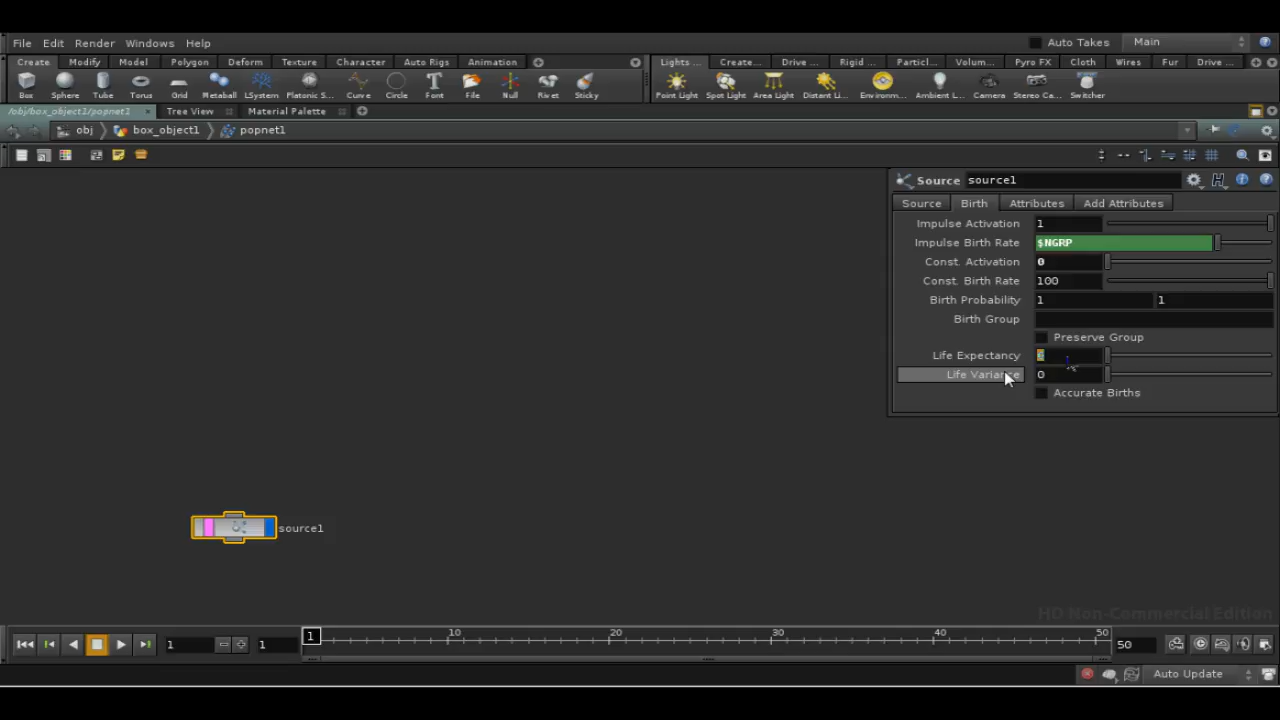 File Edit Render Windows Help Auto Takes Main
Create Modify Model Polygon Deform Texture Character Auto Rigs Animation Lights ... Create... Drive ... Rigid ... Particl... Volum... Pyro FX Cloth Wires Fur Drive ...
Box Sphere Tube Torus Grid Metaball LSystem Platonic S... Curve Circle Font File Null Rivet Sticky Point Light Spot Light Area Light Distant Li... Environm... Ambient L... Camera Stereo Ca... Switcher
/obj/box_object1/popnet1 Tree View Material Palette
obj box_object1 popnet1
Source source1
Source Birth Attributes Add Attributes
Impulse Activation 1
Impulse Birth Rate $NGRP
Const. Activation 0
Const. Birth Rate 100
Birth Probability 1 1
Birth Group
Preserve Group
Life Expectancy
Life Variance 0
Accurate Births
source1
HD Non-Commercial Edition
1 1 1 10 20 30 40 50 50
Auto Update